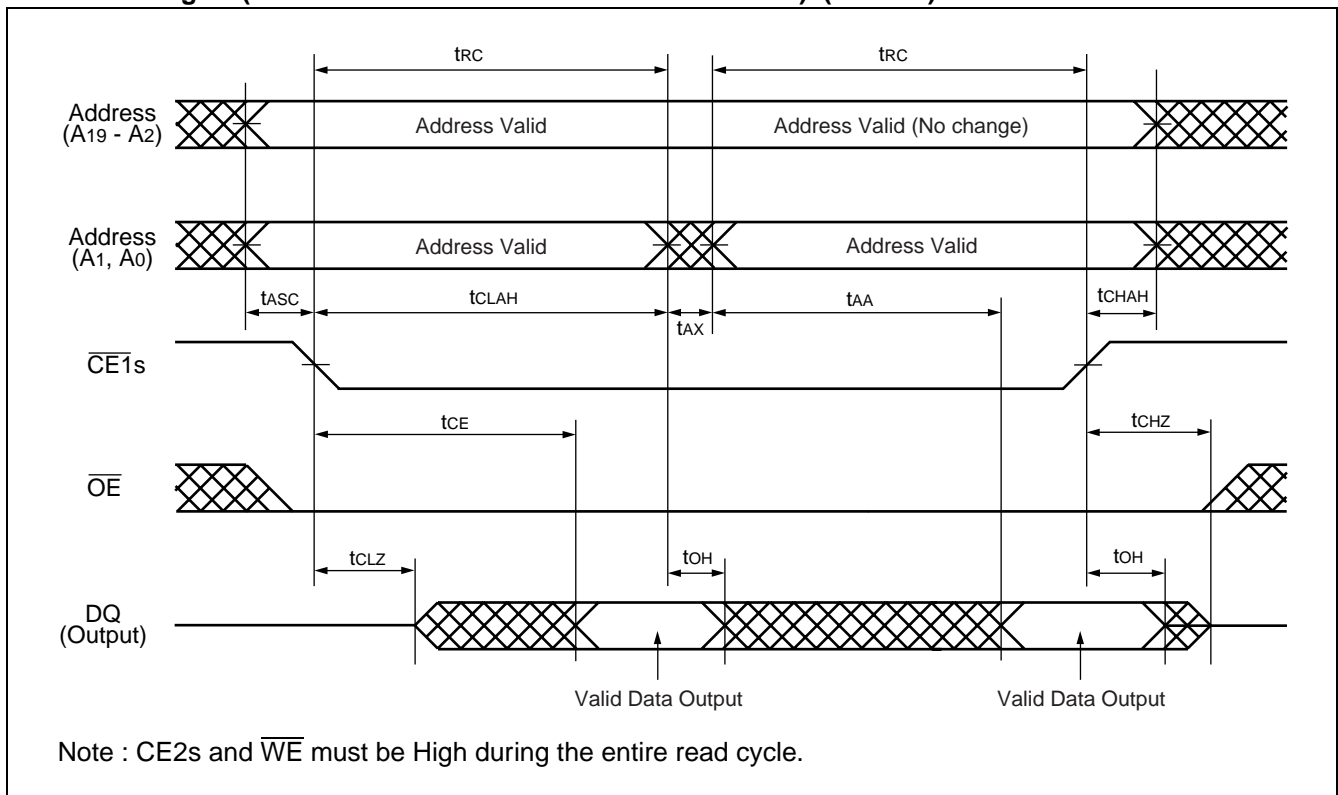 tRC tRC
Address
(A19 - A2)
Address Valid Address Valid (No change)
Address
(A1, A0)
Address Valid Address Valid
tASC tCLAH tAX tAA tCHAH
CE1s
tCE tCHZ
OE
tCLZ tOH tOH
DQ
(Output)
Valid Data Output Valid Data Output
Note : CE2s and WE must be High during the entire read cycle.